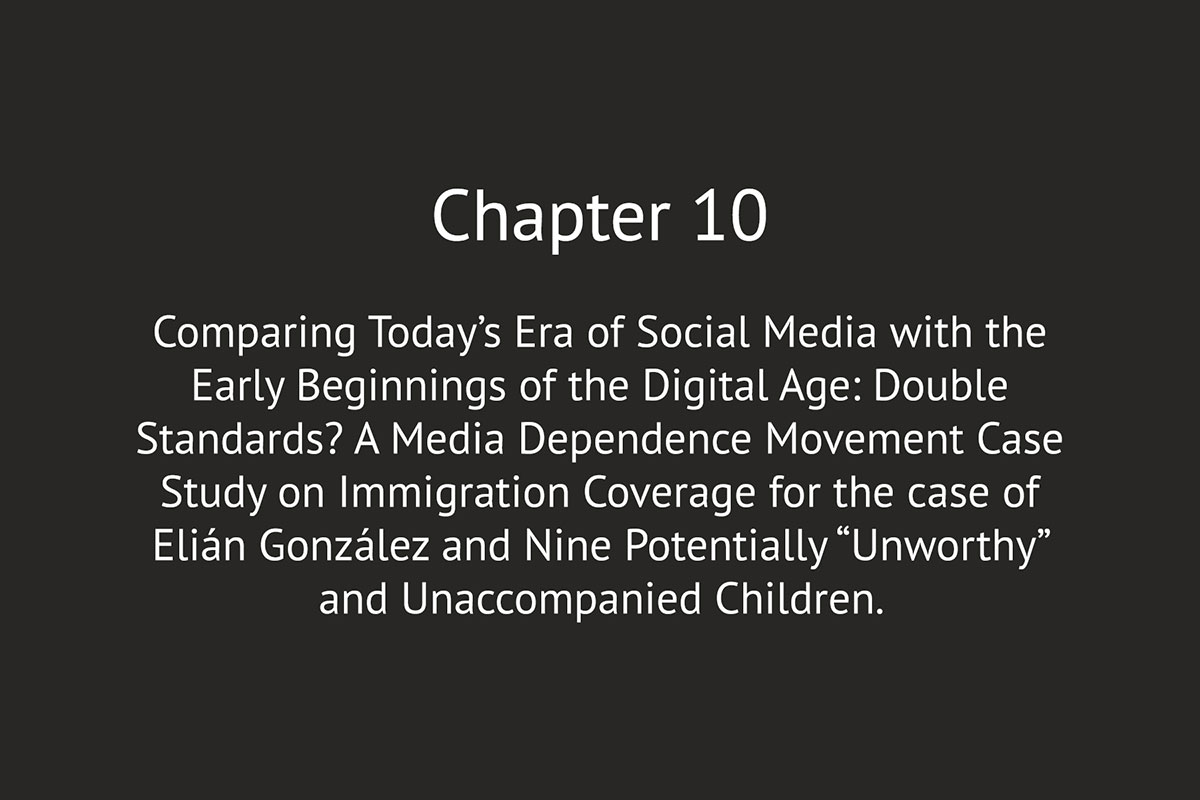 Chapter 10
Comparing Today’s Era of Social Media with the
Early Beginnings of the Digital Age: Double
Standards? A Media Dependence Movement Case
Study on Immigration Coverage for the case of
Elián González and Nine Potentially “Unworthy”
and Unaccompanied Children.